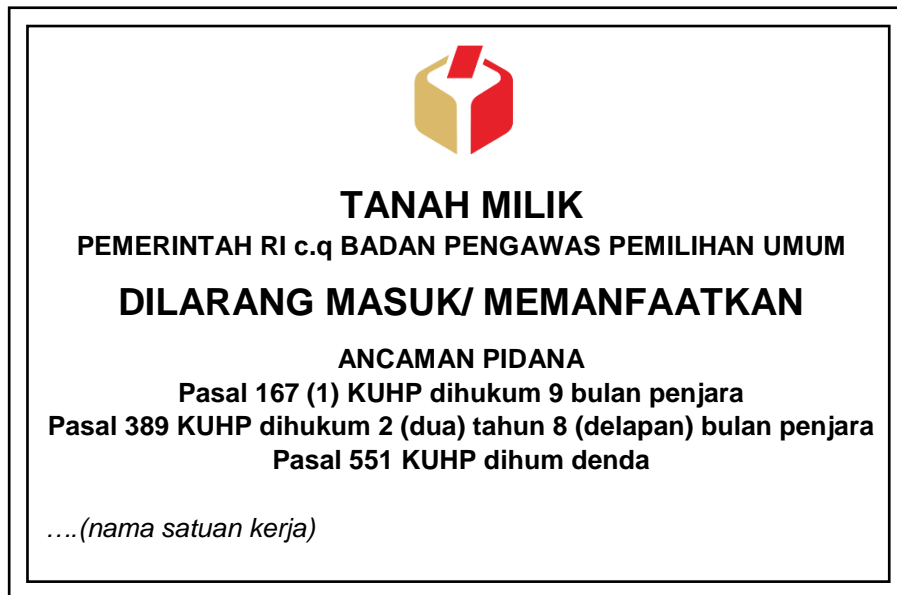 TANAH MILIK
PEMERINTAH RI c.q BADAN PENGAWAS PEMILIHAN UMUM
DILARANG MASUK/ MEMANFAATKAN
ANCAMAN PIDANA
Pasal 167 (1) KUHP dihukum 9 bulan penjara
Pasal 389 KUHP dihukum 2 (dua) tahun 8 (delapan) bulan penjara
Pasal 551 KUHP dihum denda
….(nama satuan kerja)